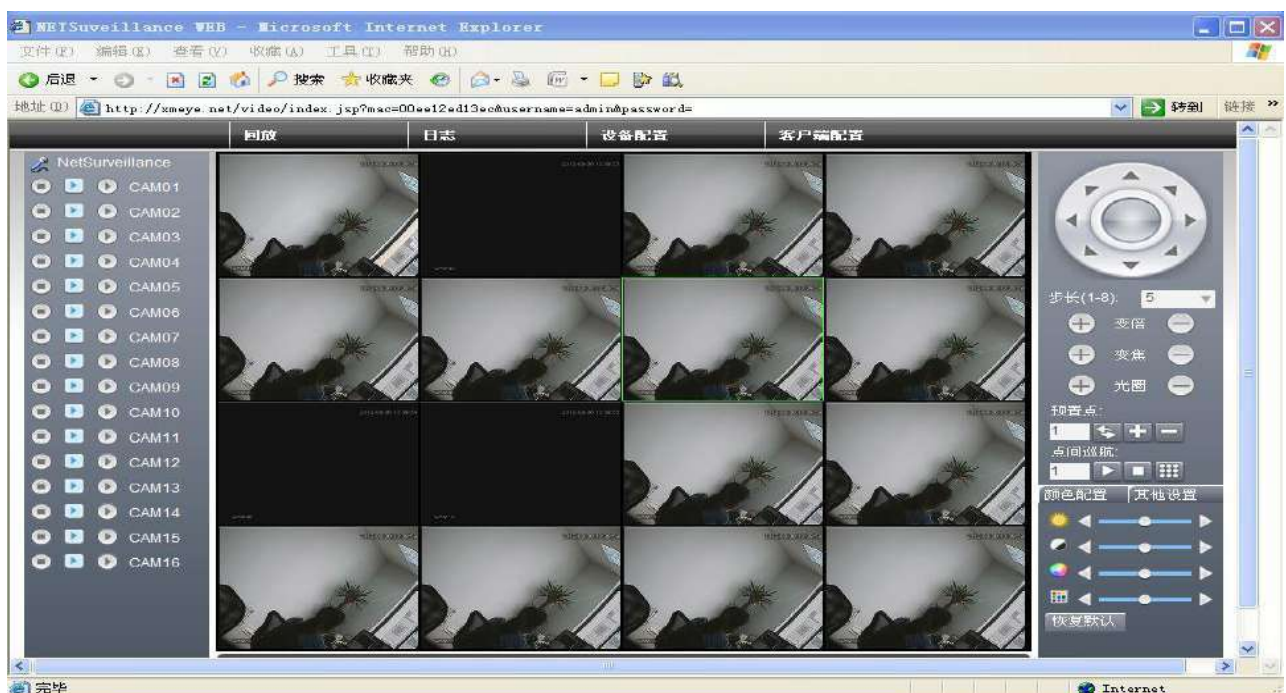 NETSuveillance WEB - Microsoft Internet Explorer
文件(F) 编辑(E) 查看(V) 收藏(A) 工具(T) 帮助(H)
后退 搜索 收藏夹
地址(D) http://xmeye.net/video/index.jsp?mac=00ee12ed13ec&username=admin&password= 转到 链接 »
回放 日志 设备配置 客户端配置
NetSurveillance
CAM01
CAM02
CAM03
CAM04
CAM05
CAM06
CAM07
CAM08
CAM09
CAM10
CAM11
CAM12
CAM13
CAM14
CAM15
CAM16
步长(1-8): 5
变倍
变焦
光圈
预置点:
1
点间巡航:
1
颜色配置 其他设置
恢复默认
完毕 Internet